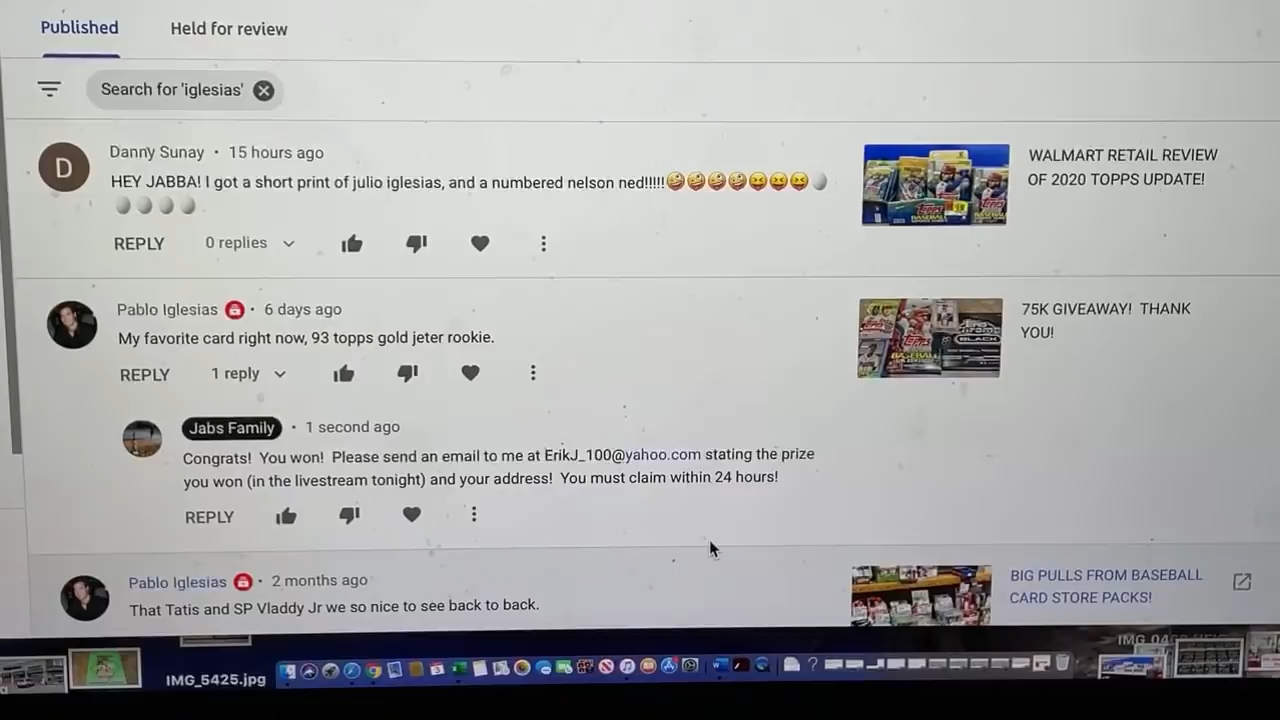 Published
Held for review
Search for 'iglesias'
Danny Sunay • 15 hours ago
HEY JABBA! I got a short print of julio iglesias, and a numbered nelson ned!!!!!🤪🤪🤪🤪😝😝😝⚪
⚪⚪⚪⚪
REPLY 0 replies
WALMART RETAIL REVIEW
OF 2020 TOPPS UPDATE!
Pablo Iglesias • 6 days ago
My favorite card right now, 93 topps gold jeter rookie.
REPLY 1 reply
75K GIVEAWAY! THANK
YOU!
Jabs Family • 1 second ago
Congrats! You won! Please send an email to me at ErikJ_100@yahoo.com stating the prize
you won (in the livestream tonight) and your address! You must claim within 24 hours!
REPLY
Pablo Iglesias • 2 months ago
That Tatis and SP Vladdy Jr we so nice to see back to back.
BIG PULLS FROM BASEBALL
CARD STORE PACKS!
IMG_5425.jpg